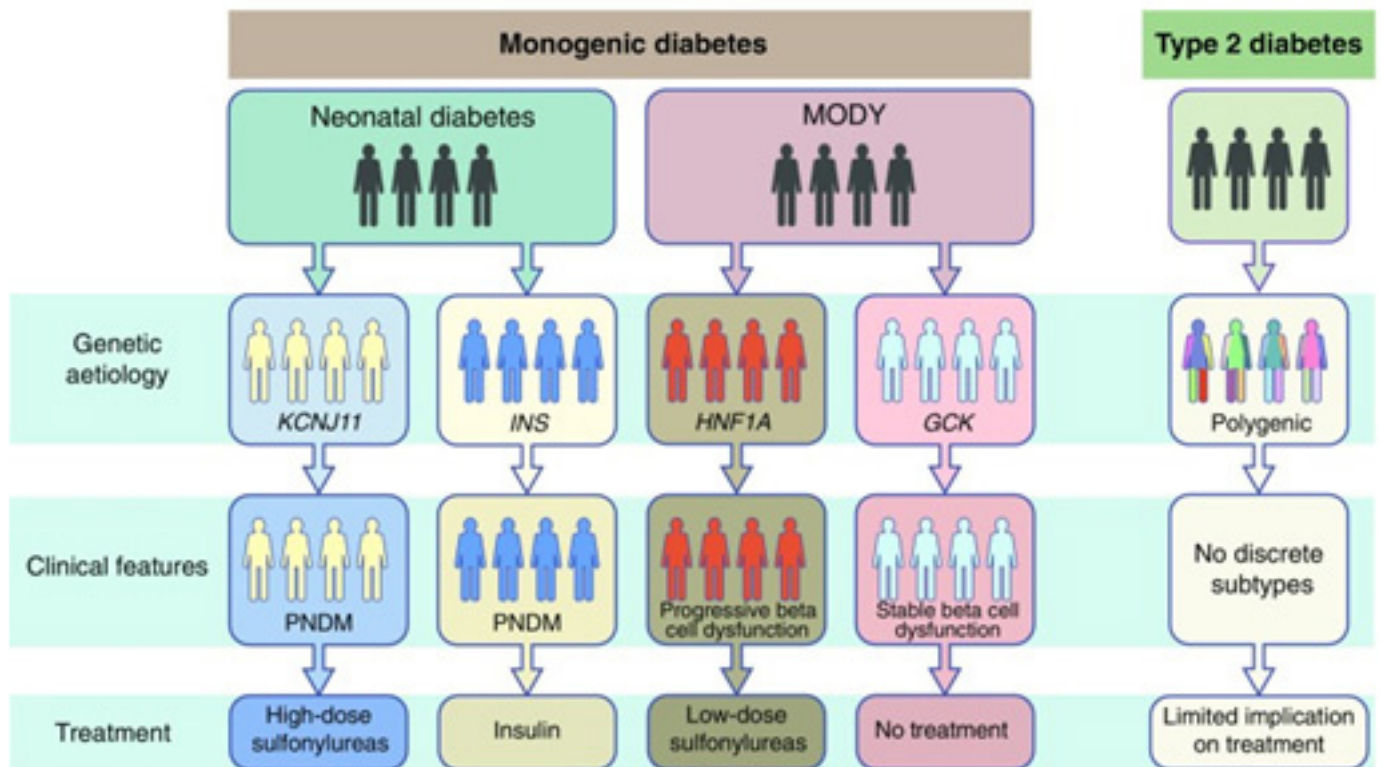 Monogenic diabetes
Type 2 diabetes
Neonatal diabetes
MODY
Genetic
aetiology
KCNJ11
INS
HNF1A
GCK
Polygenic
Clinical features
PNDM
PNDM
Progressive beta
cell dysfunction
Stable beta cell
dysfunction
No discrete
subtypes
Treatment
High-dose
sulfonylureas
Insulin
Low-dose
sulfonylureas
No treatment
Limited implication
on treatment